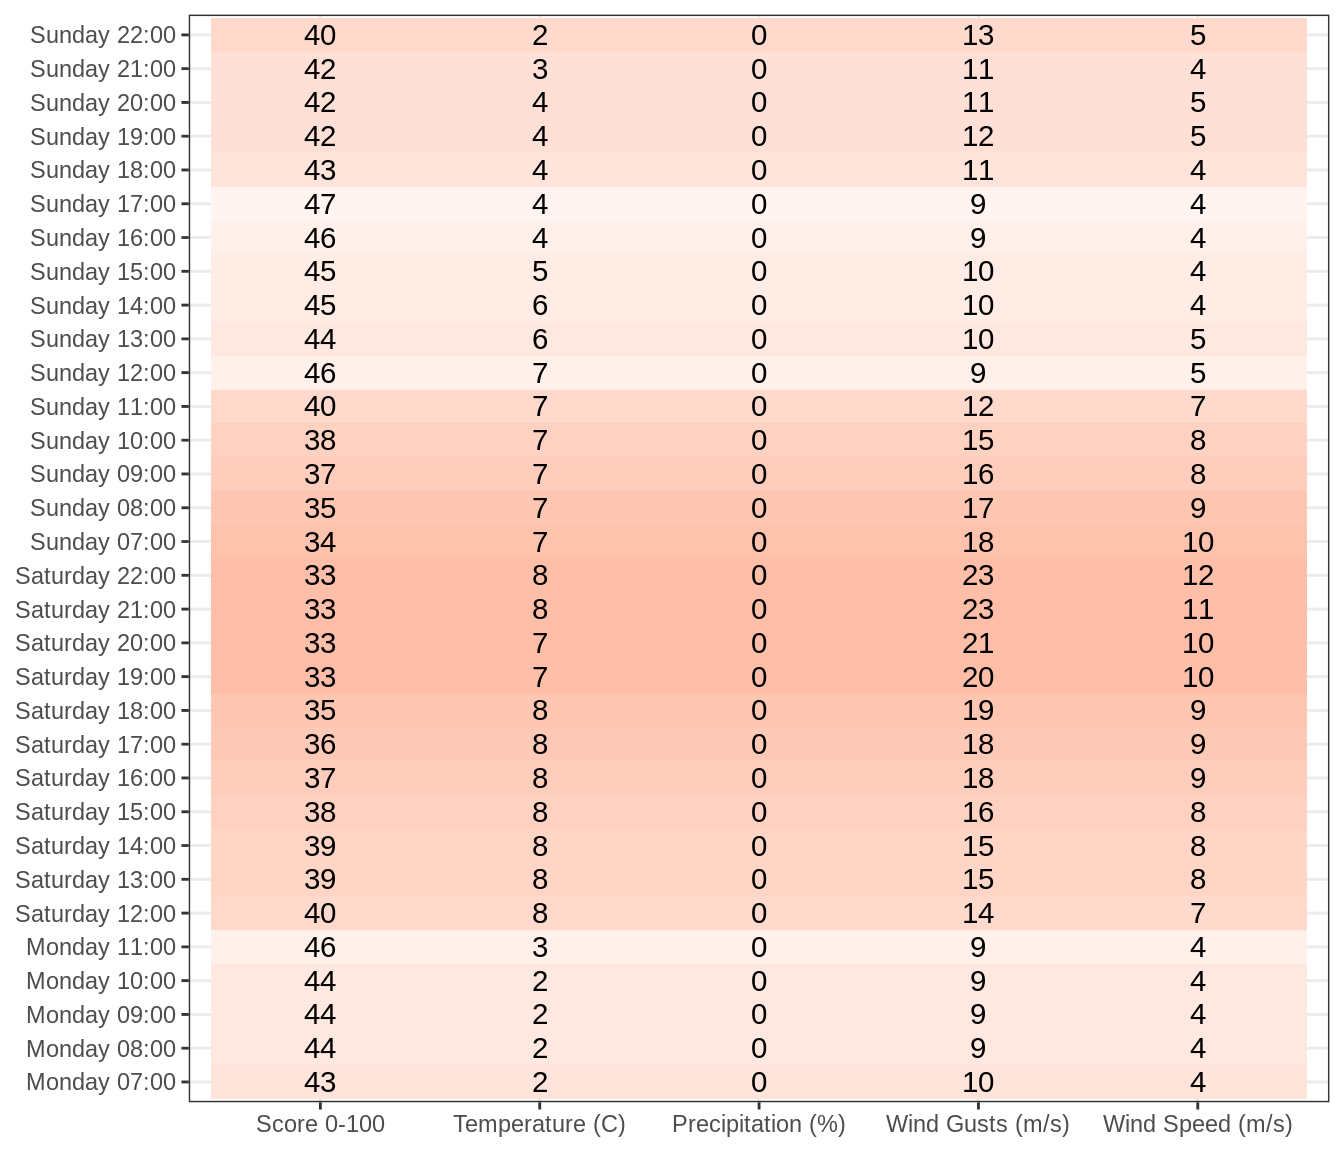 Sunday 22:00 40 2 0 13 5
Sunday 21:00 42 3 0 11 4
Sunday 20:00 42 4 0 11 5
Sunday 19:00 42 4 0 12 5
Sunday 18:00 43 4 0 11 4
Sunday 17:00 47 4 0 9 4
Sunday 16:00 46 4 0 9 4
Sunday 15:00 45 5 0 10 4
Sunday 14:00 45 6 0 10 4
Sunday 13:00 44 6 0 10 5
Sunday 12:00 46 7 0 9 5
Sunday 11:00 40 7 0 12 7
Sunday 10:00 38 7 0 15 8
Sunday 09:00 37 7 0 16 8
Sunday 08:00 35 7 0 17 9
Sunday 07:00 34 7 0 18 10
Saturday 22:00 33 8 0 23 12
Saturday 21:00 33 8 0 23 11
Saturday 20:00 33 7 0 21 10
Saturday 19:00 33 7 0 20 10
Saturday 18:00 35 8 0 19 9
Saturday 17:00 36 8 0 18 9
Saturday 16:00 37 8 0 18 9
Saturday 15:00 38 8 0 16 8
Saturday 14:00 39 8 0 15 8
Saturday 13:00 39 8 0 15 8
Saturday 12:00 40 8 0 14 7
Monday 11:00 46 3 0 9 4
Monday 10:00 44 2 0 9 4
Monday 09:00 44 2 0 9 4
Monday 08:00 44 2 0 9 4
Monday 07:00 43 2 0 10 4
Score 0-100 Temperature (C) Precipitation (%) Wind Gusts (m/s) Wind Speed (m/s)